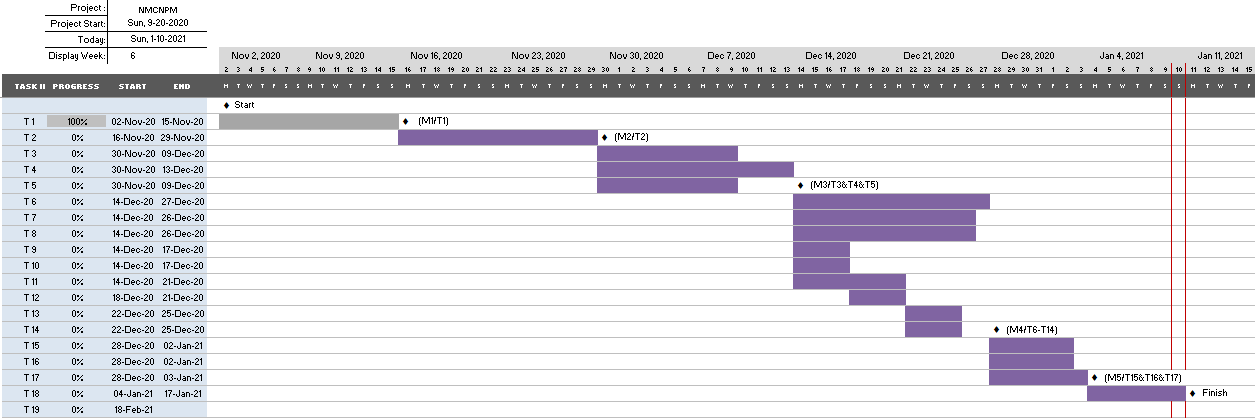 Project : NMCNPM
Project Start: Sun, 9-20-2020
Today: Sun, 1-10-2021
Display Week: 6
Nov 2, 2020 Nov 9, 2020 Nov 16, 2020 Nov 23, 2020 Nov 30, 2020 Dec 7, 2020 Dec 14, 2020 Dec 21, 2020 Dec 28, 2020 Jan 4, 2021 Jan 11, 2021
2 3 4 5 6 7 8 9 10 11 12 13 14 15 16 17 18 19 20 21 22 23 24 25 26 27 28 29 30 1 2 3 4 5 6 7 8 9 10 11 12 13 14 15 16 17 18 19 20 21 22 23 24 25 26 27 28 29 30 31 1 2 3 4 5 6 7 8 9 10 11 12 13 14 15
TASK II PROGRESS START END M T W T F S S M T W T F S S M T W T F S S M T W T F S S M T W T F S S M T W T F S S M T W T F S S M T W T F S S M T W T F S S M T W T F S S M T W T F
Start
T 1 100% 02-Nov-20 15-Nov-20 (M1/T1)
T 2 0% 16-Nov-20 29-Nov-20 (M2/T2)
T 3 0% 30-Nov-20 09-Dec-20
T 4 0% 30-Nov-20 13-Dec-20
T 5 0% 30-Nov-20 09-Dec-20 (M3/T3&T4&T5)
T 6 0% 14-Dec-20 27-Dec-20
T 7 0% 14-Dec-20 26-Dec-20
T 8 0% 14-Dec-20 26-Dec-20
T 9 0% 14-Dec-20 17-Dec-20
T 10 0% 14-Dec-20 17-Dec-20
T 11 0% 14-Dec-20 21-Dec-20
T 12 0% 18-Dec-20 21-Dec-20
T 13 0% 22-Dec-20 25-Dec-20
T 14 0% 22-Dec-20 25-Dec-20 (M4/T6-T14)
T 15 0% 28-Dec-20 02-Jan-21
T 16 0% 28-Dec-20 02-Jan-21
T 17 0% 28-Dec-20 03-Jan-21 (M5/T15&T16&T17)
T 18 0% 04-Jan-21 17-Jan-21 Finish
T 19 0% 18-Feb-21